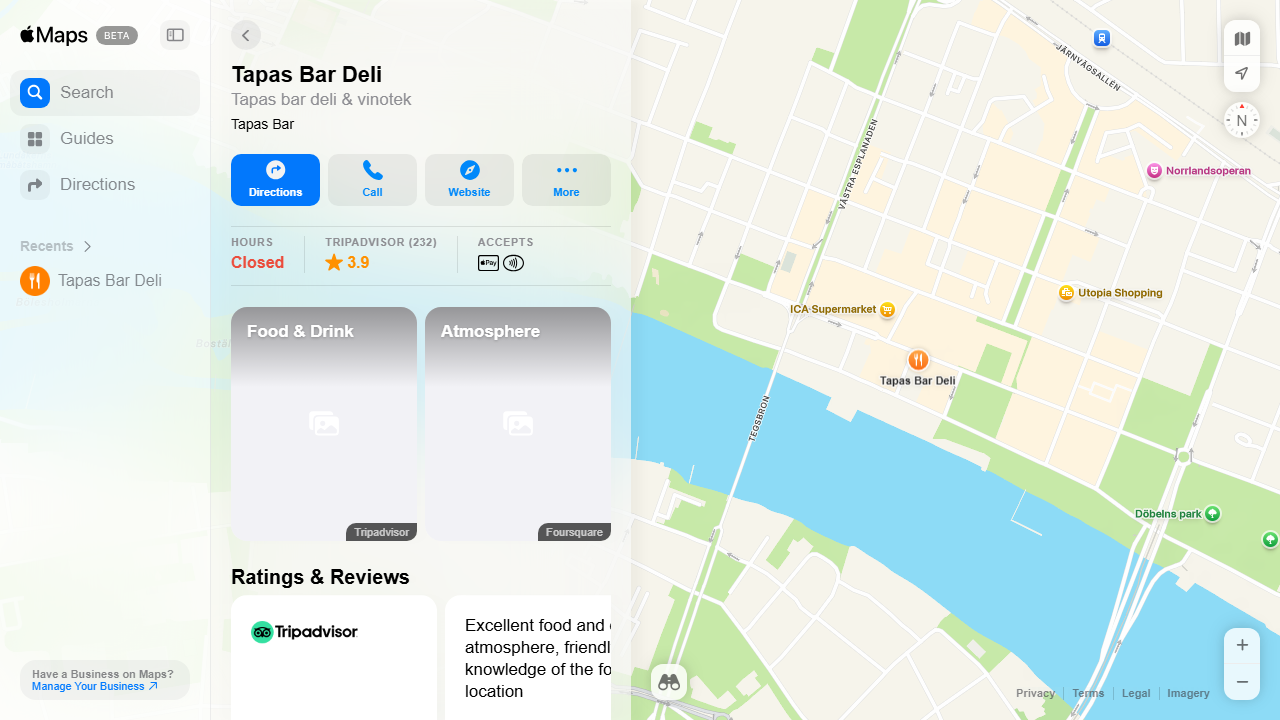 Maps BETA
Search
Guides
Directions
Recents
Tapas Bar Deli
Have a Business on Maps?
Manage Your Business
Tapas Bar Deli
Tapas bar deli & vinotek
Tapas Bar
Directions
Call
Website
More
HOURS
Closed
TRIPADVISOR (232)
3.9
ACCEPTS
Pay
Food & Drink
Tripadvisor
Atmosphere
Foursquare
Ratings & Reviews
Tripadvisor
Excellent food and
atmosphere, friendl
knowledge of the fo
location
JÄRNVÄGSALLÉN
VÄSTRA ESPLANADEN
Norrlandsoperan
Utopia Shopping
ICA Supermarket
Tapas Bar Deli
TEGSBRON
Döbelns park
N
Privacy
Terms
Legal
Imagery